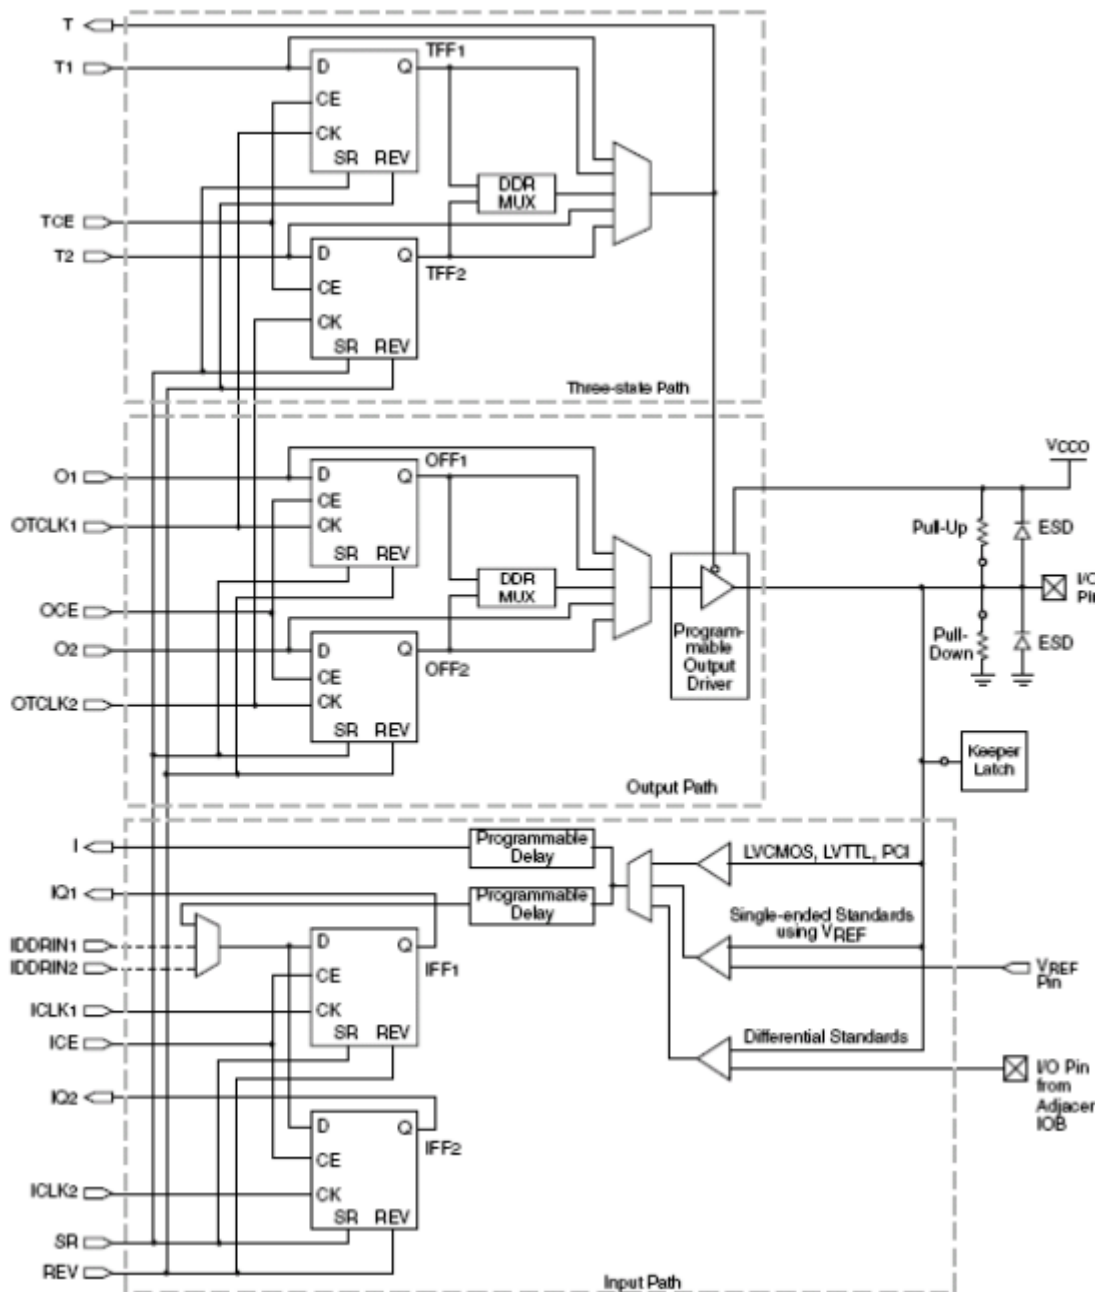 T
T1
D
Q
TFF1
CE
CK
SR REV
DDR
MUX
TCE
T2
D
Q
TFF2
CE
CK
SR REV
Three-state Path
O1
D
Q
OFF1
CE
OTCLK1
CK
SR REV
DDR
MUX
OCE
O2
D
Q
OFF2
CE
OTCLK2
CK
SR REV
Program-
mable
Output
Driver
VCCO
Pull-Up
ESD
I/O
Pin
Pull-
Down
ESD
Keeper
Latch
Output Path
I
Programmable
Delay
LVCMOS, LVTTL, PCI
IQ1
Programmable
Delay
Single-ended Standards
using VREF
IDDRIN1
IDDRIN2
D
Q
IFF1
CE
VREF
Pin
ICLK1
CK
ICE
SR REV
Differential Standards
I/O Pin
from
Adjacen
IOB
IQ2
D
Q
IFF2
CE
ICLK2
CK
SR REV
SR
REV
Input Path